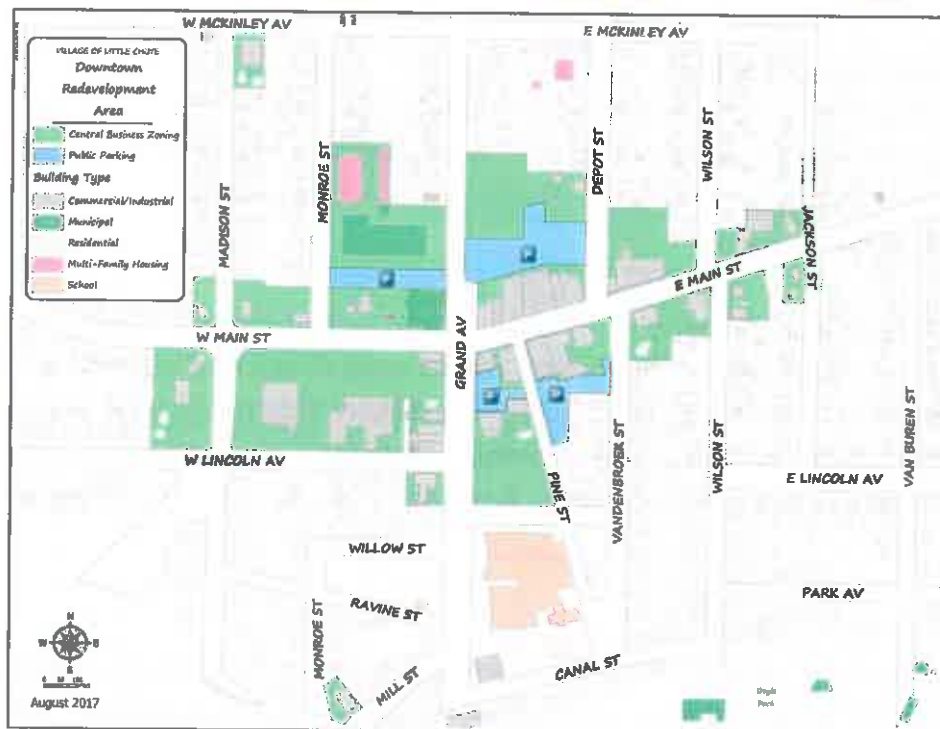 W MCKINLEY AV
E MCKINLEY AV
VILLAGE OF LITTLE CHUTE
Downtown
Redevelopment
Area
Central Business Zoning
Public Parking
Building Type
Commercial/Industrial
Municipal
Residential
Multi-Family Housing
School
MADISON ST
MONROE ST
DEPOT ST
WILSON ST
JACKSON ST
E MAIN ST
W MAIN ST
GRAND AV
W LINCOLN AV
PINE ST
VANDENBROEK ST
WILSON ST
E LINCOLN AV
VAN BUREN ST
WILLOW ST
RAVINE ST
MONROE ST
MILL ST
CANAL ST
PARK AV
Doyle
Park
N
W
E
S
August 2017